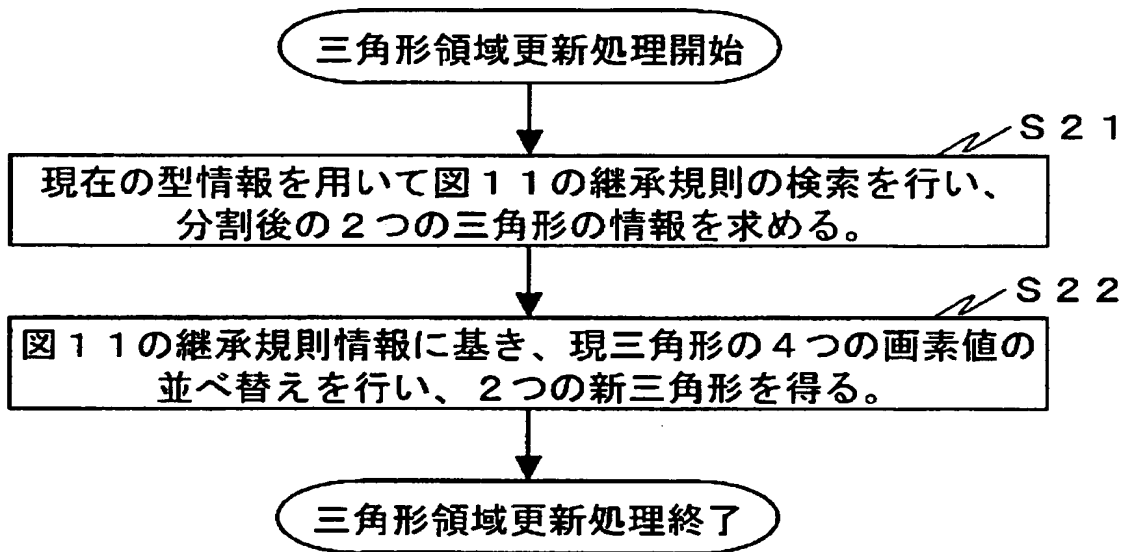 三角形領域更新処理開始
S21
現在の型情報を用いて図11の継承規則の検索を行い、
分割後の2つの三角形の情報を求める。
S22
図11の継承規則情報に基き、現三角形の4つの画素値の
並べ替えを行い、2つの新三角形を得る。
三角形領域更新処理終了